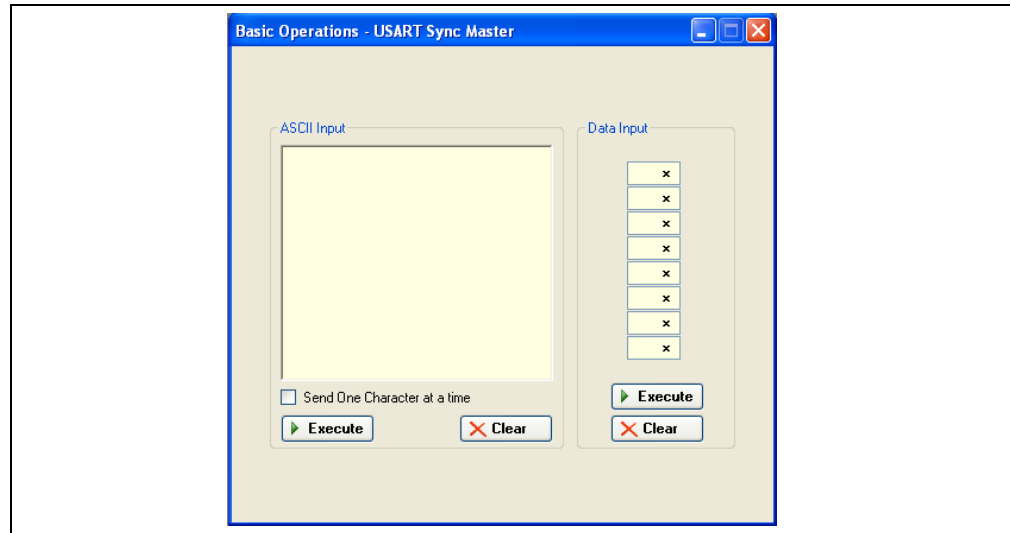 Basic Operations - USART Sync Master
ASCII Input
Data Input
x
x
x
x
x
x
x
x
Send One Character at a time
Execute
Clear
Execute
Clear